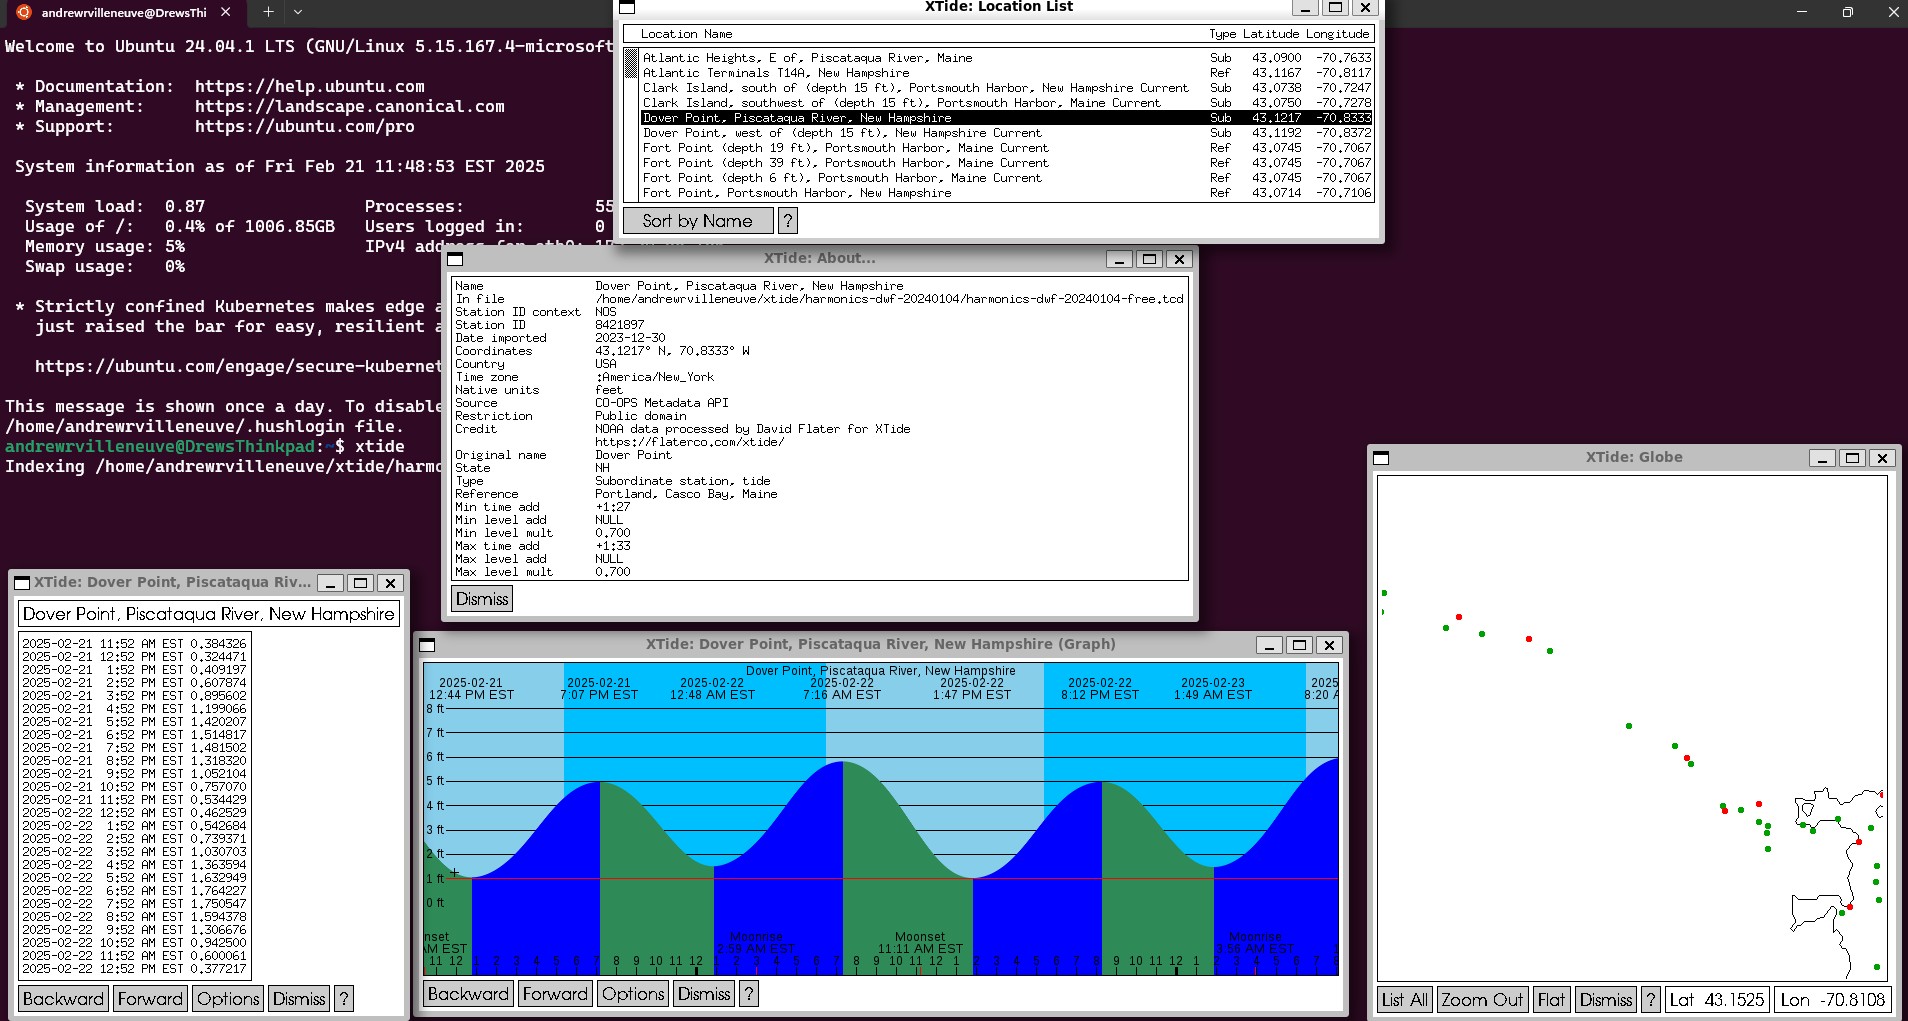 andrewrvilleneuve@DrewsThi
Welcome to Ubuntu 24.04.1 LTS (GNU/Linux 5.15.167.4-microsoft
* Documentation: https://help.ubuntu.com
* Management: https://landscape.canonical.com
* Support: https://ubuntu.com/pro
System information as of Fri Feb 21 11:48:53 EST 2025
System load: 0.87 Processes: 55
Usage of /: 0.4% of 1006.85GB Users logged in: 0
Memory usage: 5% IPv4 address for eth0:
Swap usage: 0%
* Strictly confined Kubernetes makes edge a
just raised the bar for easy, resilient a
https://ubuntu.com/engage/secure-kubernet
This message is shown once a day. To disable
/home/andrewrvilleneuve/.hushlogin file.
andrewrvilleneuve@DrewsThinkpad:~$ xtide
Indexing /home/andrewrvilleneuve/xtide/harmo
XTide: Location List
Location Name Type Latitude Longitude
Atlantic Heights, E of, Piscataqua River, Maine Sub 43.0900 -70.7633
Atlantic Terminals T14A, New Hampshire Ref 43.1167 -70.8117
Clark Island, south of (depth 15 ft), Portsmouth Harbor, New Hampshire Current Sub 43.0738 -70.7247
Clark Island, southwest of (depth 15 ft), Portsmouth Harbor, Maine Current Sub 43.0750 -70.7278
Dover Point, Piscataqua River, New Hampshire Sub 43.1217 -70.8333
Dover Point, west of (depth 15 ft), New Hampshire Current Sub 43.1192 -70.8372
Fort Point (depth 19 ft), Portsmouth Harbor, Maine Current Ref 43.0745 -70.7067
Fort Point (depth 39 ft), Portsmouth Harbor, Maine Current Ref 43.0745 -70.7067
Fort Point (depth 6 ft), Portsmouth Harbor, Maine Current Ref 43.0745 -70.7067
Fort Point, Portsmouth Harbor, New Hampshire Ref 43.0714 -70.7106
Sort by Name ?
XTide: About...
Name Dover Point, Piscataqua River, New Hampshire
In file /home/andrewrvilleneuve/xtide/harmonics-dwf-20240104/harmonics-dwf-20240104-free.tcd
Station ID context NOS
Station ID 8421897
Date imported 2023-12-30
Coordinates 43.1217° N, 70.8333° W
Country USA
Time zone :America/New_York
Native units feet
Source CO-OPS Metadata API
Restriction Public domain
Credit NOAA data processed by David Flater for XTide
https://flaterco.com/xtide/
Original name Dover Point
State NH
Type Subordinate station, tide
Reference Portland, Casco Bay, Maine
Min time add +1:27
Min level add NULL
Min level mult 0.700
Max time add +1:33
Max level add NULL
Max level mult 0.700
Dismiss
XTide: Dover Point, Piscataqua Riv...
Dover Point, Piscataqua River, New Hampshire
2025-02-21 11:52 AM EST 0.384326
2025-02-21 12:52 PM EST 0.324471
2025-02-21 1:52 PM EST 0.409197
2025-02-21 2:52 PM EST 0.607874
2025-02-21 3:52 PM EST 0.895602
2025-02-21 4:52 PM EST 1.199066
2025-02-21 5:52 PM EST 1.420207
2025-02-21 6:52 PM EST 1.514817
2025-02-21 7:52 PM EST 1.481502
2025-02-21 8:52 PM EST 1.318320
2025-02-21 9:52 PM EST 1.052104
2025-02-21 10:52 PM EST 0.757070
2025-02-21 11:52 PM EST 0.534429
2025-02-22 12:52 AM EST 0.462529
2025-02-22 1:52 AM EST 0.542684
2025-02-22 2:52 AM EST 0.739371
2025-02-22 3:52 AM EST 1.030703
2025-02-22 4:52 AM EST 1.363594
2025-02-22 5:52 AM EST 1.632949
2025-02-22 6:52 AM EST 1.764227
2025-02-22 7:52 AM EST 1.750547
2025-02-22 8:52 AM EST 1.594378
2025-02-22 9:52 AM EST 1.306676
2025-02-22 10:52 AM EST 0.942500
2025-02-22 11:52 AM EST 0.600061
2025-02-22 12:52 PM EST 0.377217
Backward Forward Options Dismiss ?
XTide: Dover Point, Piscataqua River, New Hampshire (Graph)
Dover Point, Piscataqua River, New Hampshire
2025-02-21 2025-02-21 2025-02-22 2025-02-22 2025-02-22 2025-02-22 2025-02-23 2025
12:44 PM EST 7:07 PM EST 12:48 AM EST 7:16 AM EST 1:47 PM EST 8:12 PM EST 1:49 AM EST 8:20 A
8 ft
7 ft
6 ft
5 ft
4 ft
3 ft
2 ft
1 ft
0 ft
nset Moonrise Moonset Moonrise
AM EST 2:59 AM EST 11:11 AM EST 3:56 AM EST
11 12 1 2 3 4 5 6 7 8 9 10 11 12 1 2 3 4 5 6 7 8 9 10 11 12 1 2 3 4 5 6 7 8 9 10 11 12 1 2 3 4 5 6 7 8
Backward Forward Options Dismiss ?
XTide: Globe
List All Zoom Out Flat Dismiss ? Lat 43.1525 Lon -70.8108